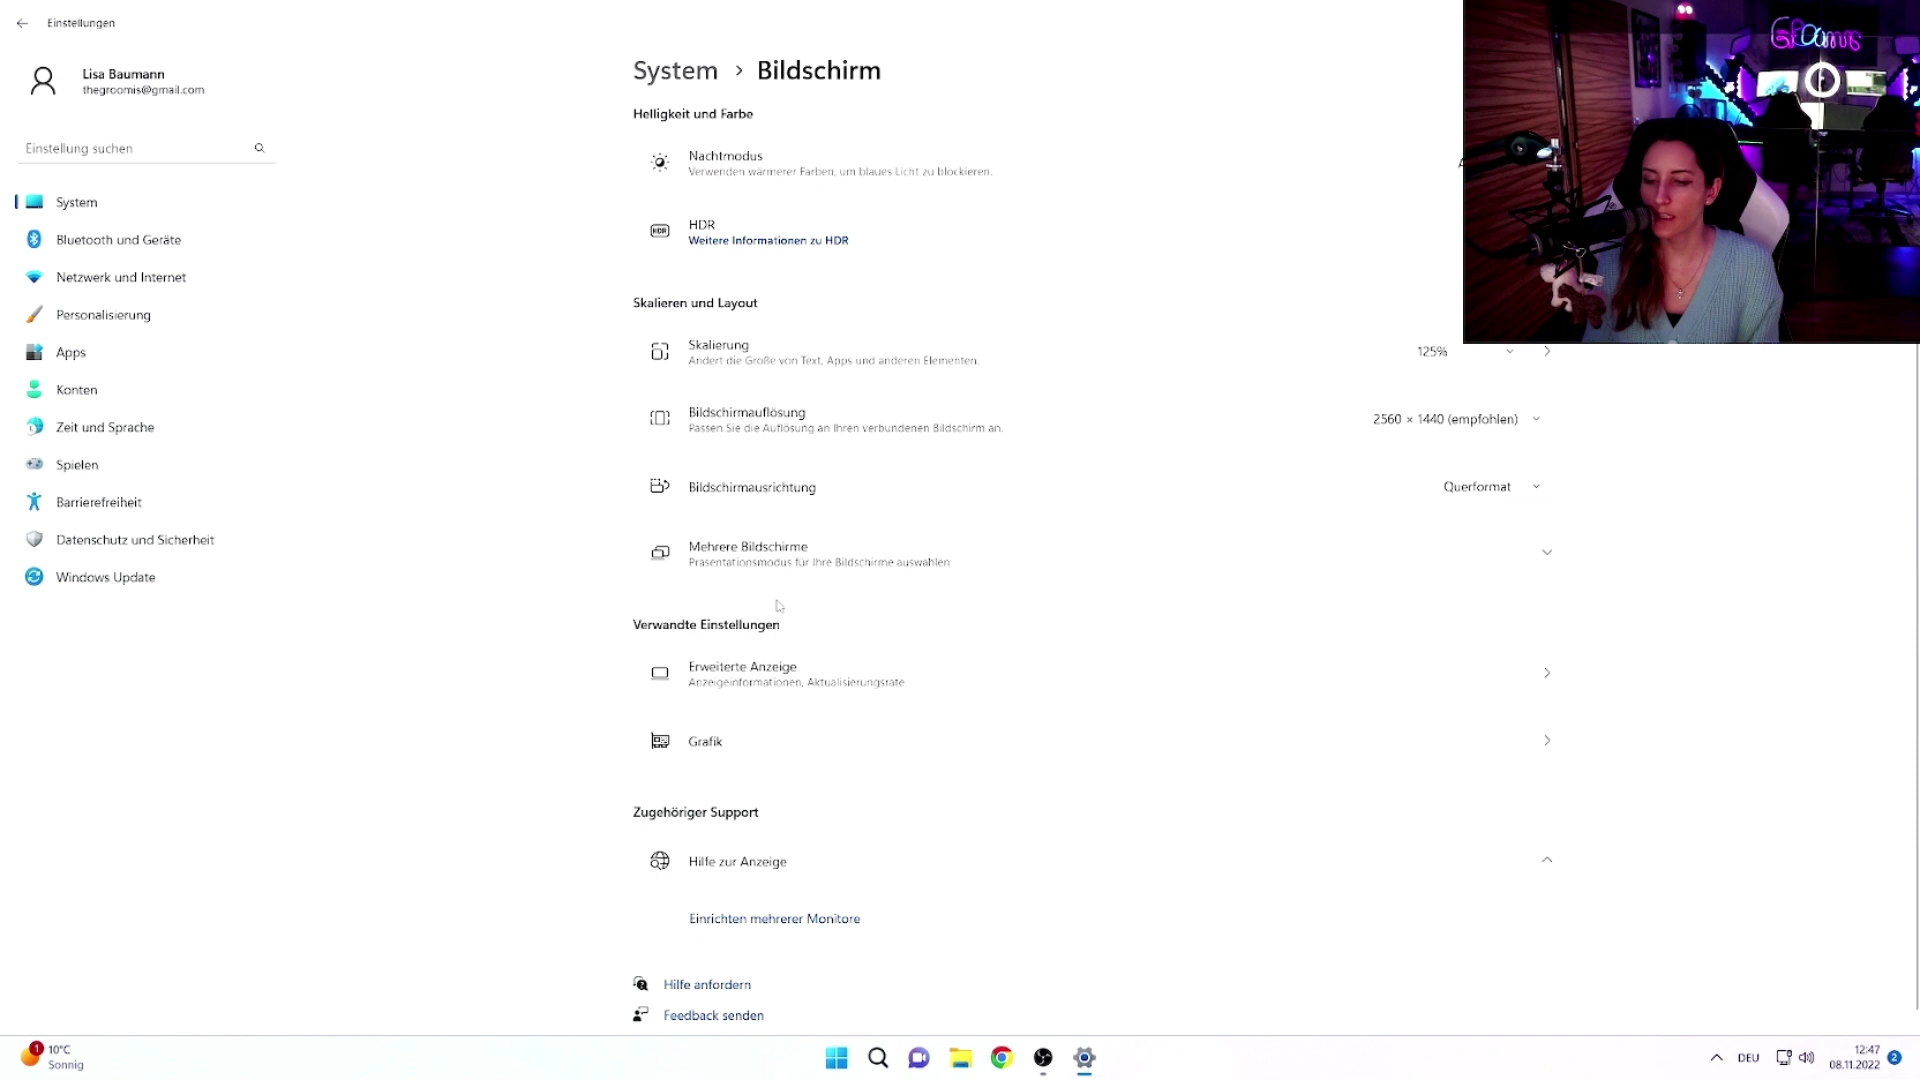 Einstellungen
Lisa Baumann
thegroomis@gmail.com
Einstellung suchen
System
Bluetooth und Geräte
Netzwerk und Internet
Personalisierung
Apps
Konten
Zeit und Sprache
Spielen
Barrierefreiheit
Datenschutz und Sicherheit
Windows Update
System › Bildschirm
Helligkeit und Farbe
Nachtmodus
Verwenden wärmerer Farben, um blaues Licht zu blockieren.
HDR
HDR
Weitere Informationen zu HDR
Skalieren und Layout
Skalierung
Ändert die Größe von Text, Apps und anderen Elementen.
125%
Bildschirmauflösung
Passen Sie die Auflösung an Ihren verbundenen Bildschirm an.
2560 × 1440 (empfohlen)
Bildschirmausrichtung
Querformat
Mehrere Bildschirme
Präsentationsmodus für Ihre Bildschirme auswählen
Verwandte Einstellungen
Erweiterte Anzeige
Anzeigeinformationen, Aktualisierungsrate
Grafik
Zugehöriger Support
Hilfe zur Anzeige
Einrichten mehrerer Monitore
Hilfe anfordern
Feedback senden
1
10°C
Sonnig
DEU
12:47
08.11.2022
2